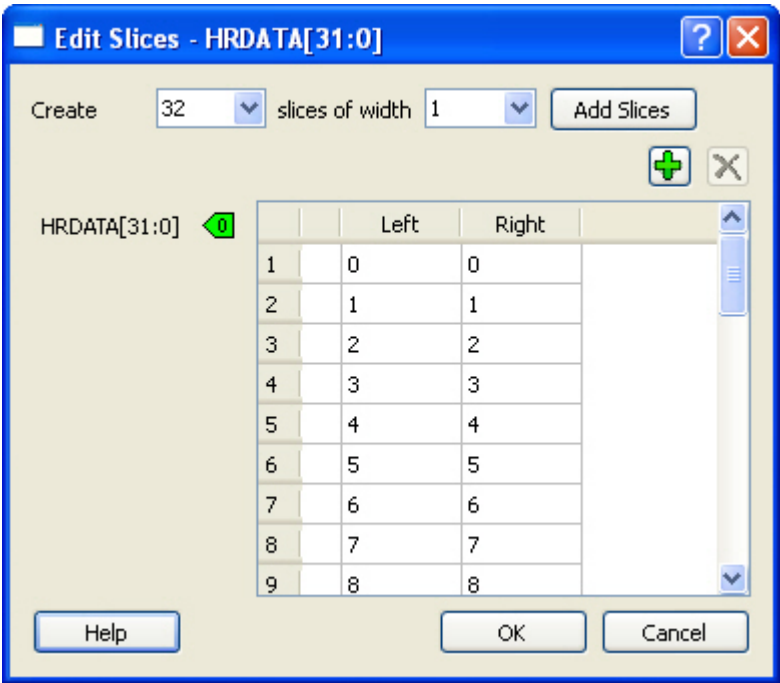 Edit Slices - HRDATA[31:0]
?
Create 32 slices of width 1 Add Slices
HRDATA[31:0] 0
Left Right
1 0 0
2 1 1
3 2 2
4 3 3
5 4 4
6 5 5
7 6 6
8 7 7
9 8 8
Help OK Cancel